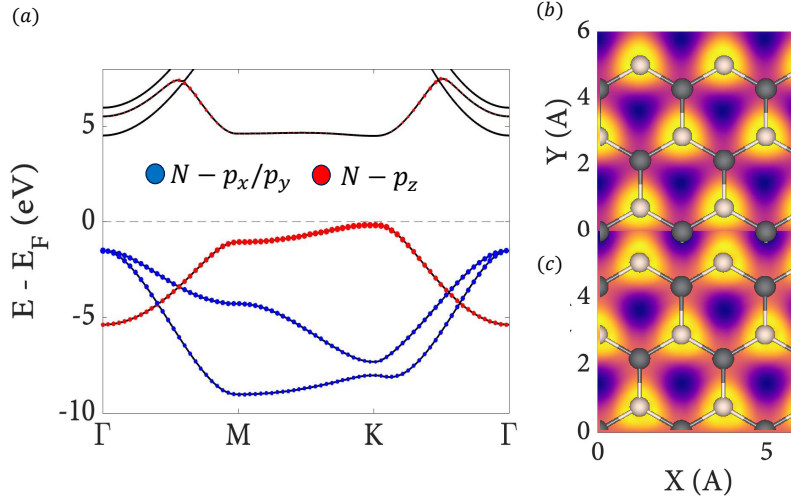 (a)
E - E_F (eV)
5
0
-5
-10
N - p_x/p_y
N - p_z
Γ
M
K
Γ
(b)
Y (A)
6
4
2
0
(c)
4
2
0
0
5
X (A)